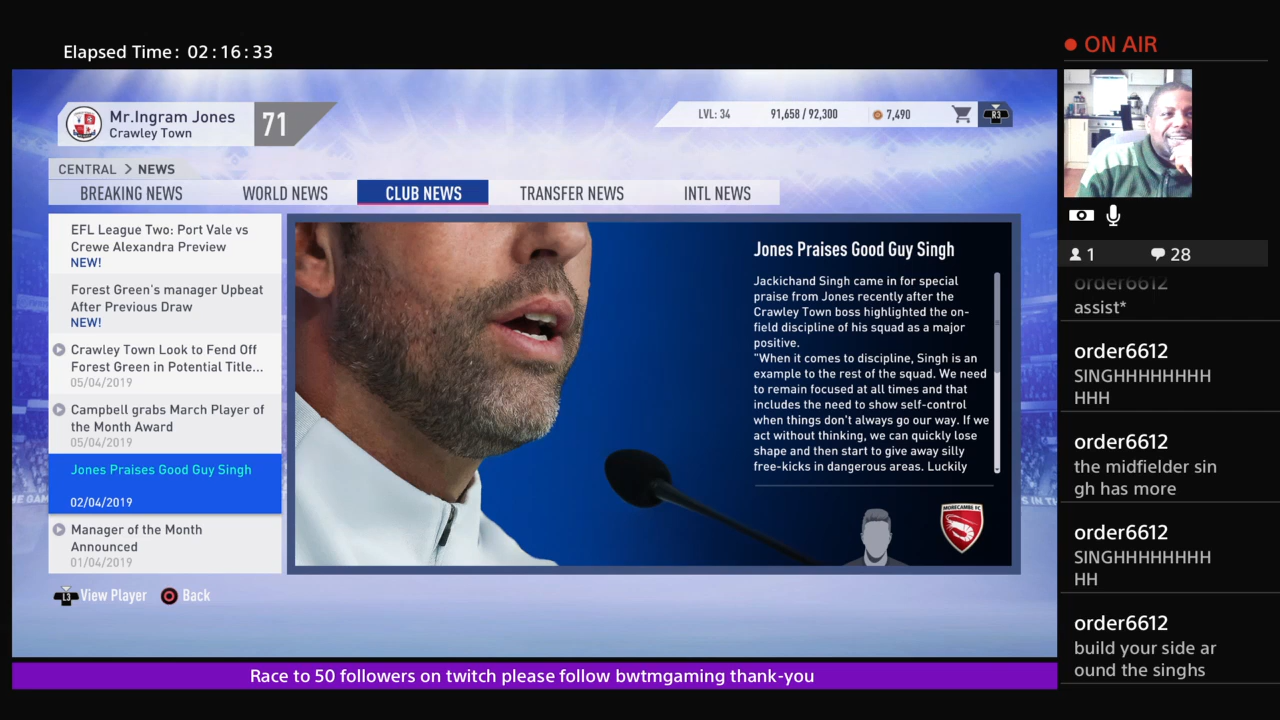 Elapsed Time: 02:16:33
ON AIR
Mr.Ingram Jones
Crawley Town
71
LVL: 34
91,658 / 92,300
7,490
R3
CENTRAL > NEWS
BREAKING NEWS
WORLD NEWS
CLUB NEWS
TRANSFER NEWS
INTL NEWS
EFL League Two: Port Vale vs
Crewe Alexandra Preview
NEW!
Forest Green's manager Upbeat
After Previous Draw
NEW!
Crawley Town Look to Fend Off
Forest Green in Potential Title...
05/04/2019
Campbell grabs March Player of
the Month Award
05/04/2019
Jones Praises Good Guy Singh
02/04/2019
Manager of the Month
Announced
01/04/2019
Jones Praises Good Guy Singh
Jackichand Singh came in for special
praise from Jones recently after the
Crawley Town boss highlighted the on-
field discipline of his squad as a major
positive.
"When it comes to discipline, Singh is an
example to the rest of the squad. We need
to remain focused at all times and that
includes the need to show self-control
when things don't always go our way. If we
act without thinking, we can quickly lose
shape and then start to give away silly
free-kicks in dangerous areas. Luckily
MORECAMBE FC
L3 View Player
Back
Race to 50 followers on twitch please follow bwtmgaming thank-you
1
28
order6612
assist*
order6612
SINGHHHHHHHH
HHH
order6612
the midfielder sin
gh has more
order6612
SINGHHHHHHHH
HH
order6612
build your side ar
ound the singhs